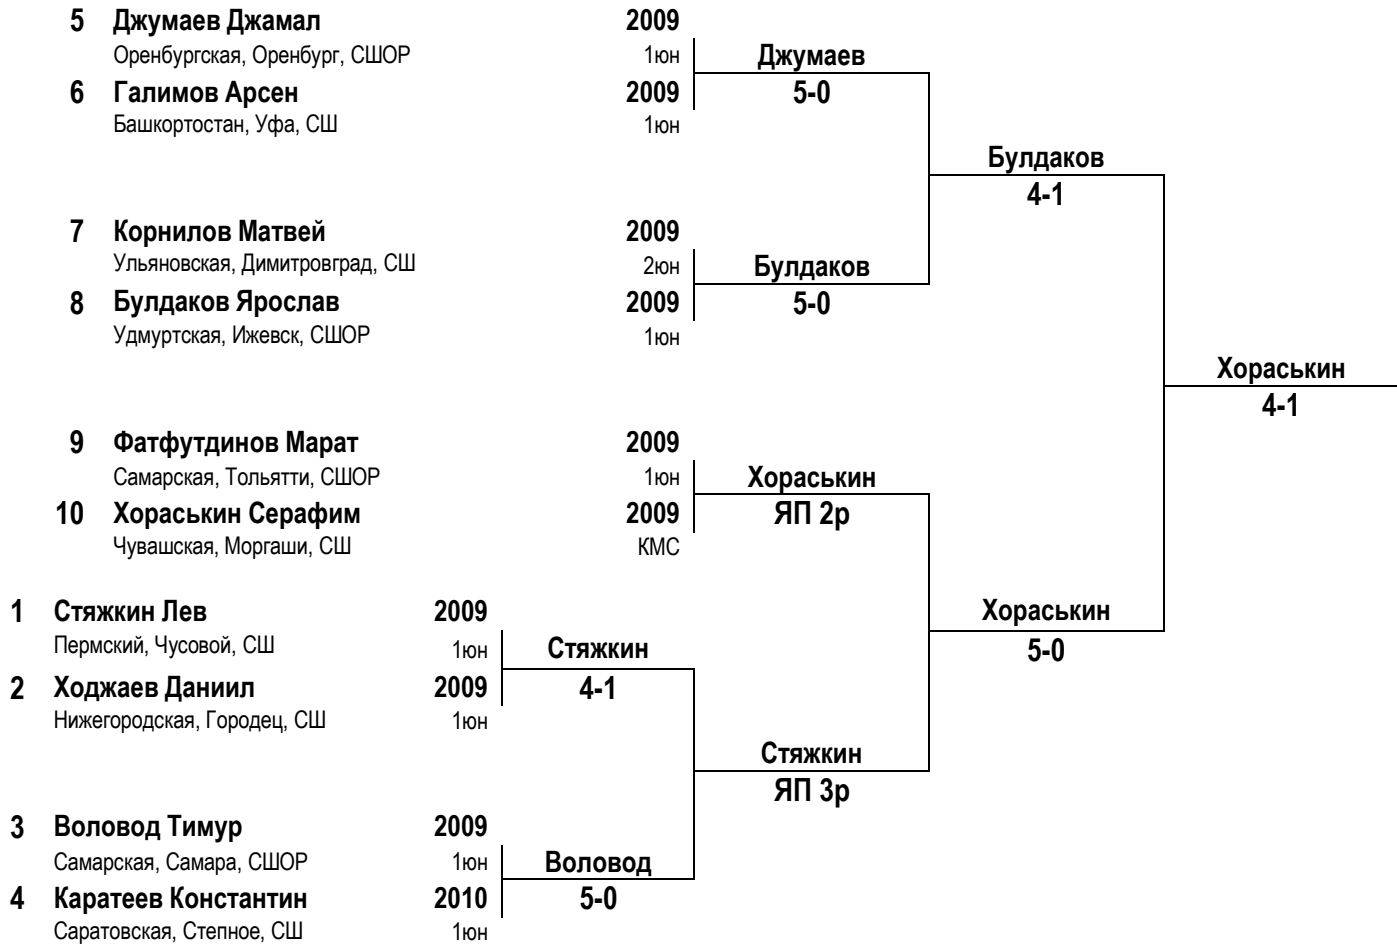 5 Джумаев Джамал 2009
Оренбургская, Оренбург, СШОР 1юн Джумаев
6 Галимов Арсен 2009 5-0
Башкортостан, Уфа, СШ 1юн
Булдаков
4-1
7 Корнилов Матвей 2009
Ульяновская, Димитровград, СШ 2юн Булдаков
8 Булдаков Ярослав 2009 5-0
Удмуртская, Ижевск, СШОР 1юн
Хораськин
4-1
9 Фатфутдинов Марат 2009
Самарская, Тольятти, СШОР 1юн Хораськин
10 Хораськин Серафим 2009 ЯП 2р
Чувашская, Моргаши, СШ КМС
1 Стяжкин Лев 2009 Хораськин
Пермский, Чусовой, СШ 1юн Стяжкин 5-0
2 Ходжаев Даниил 2009 4-1
Нижегородская, Городец, СШ 1юн
Стяжкин
ЯП 3р
3 Воловод Тимур 2009
Самарская, Самара, СШОР 1юн Воловод
4 Каратеев Константин 2010 5-0
Саратовская, Степное, СШ 1юн